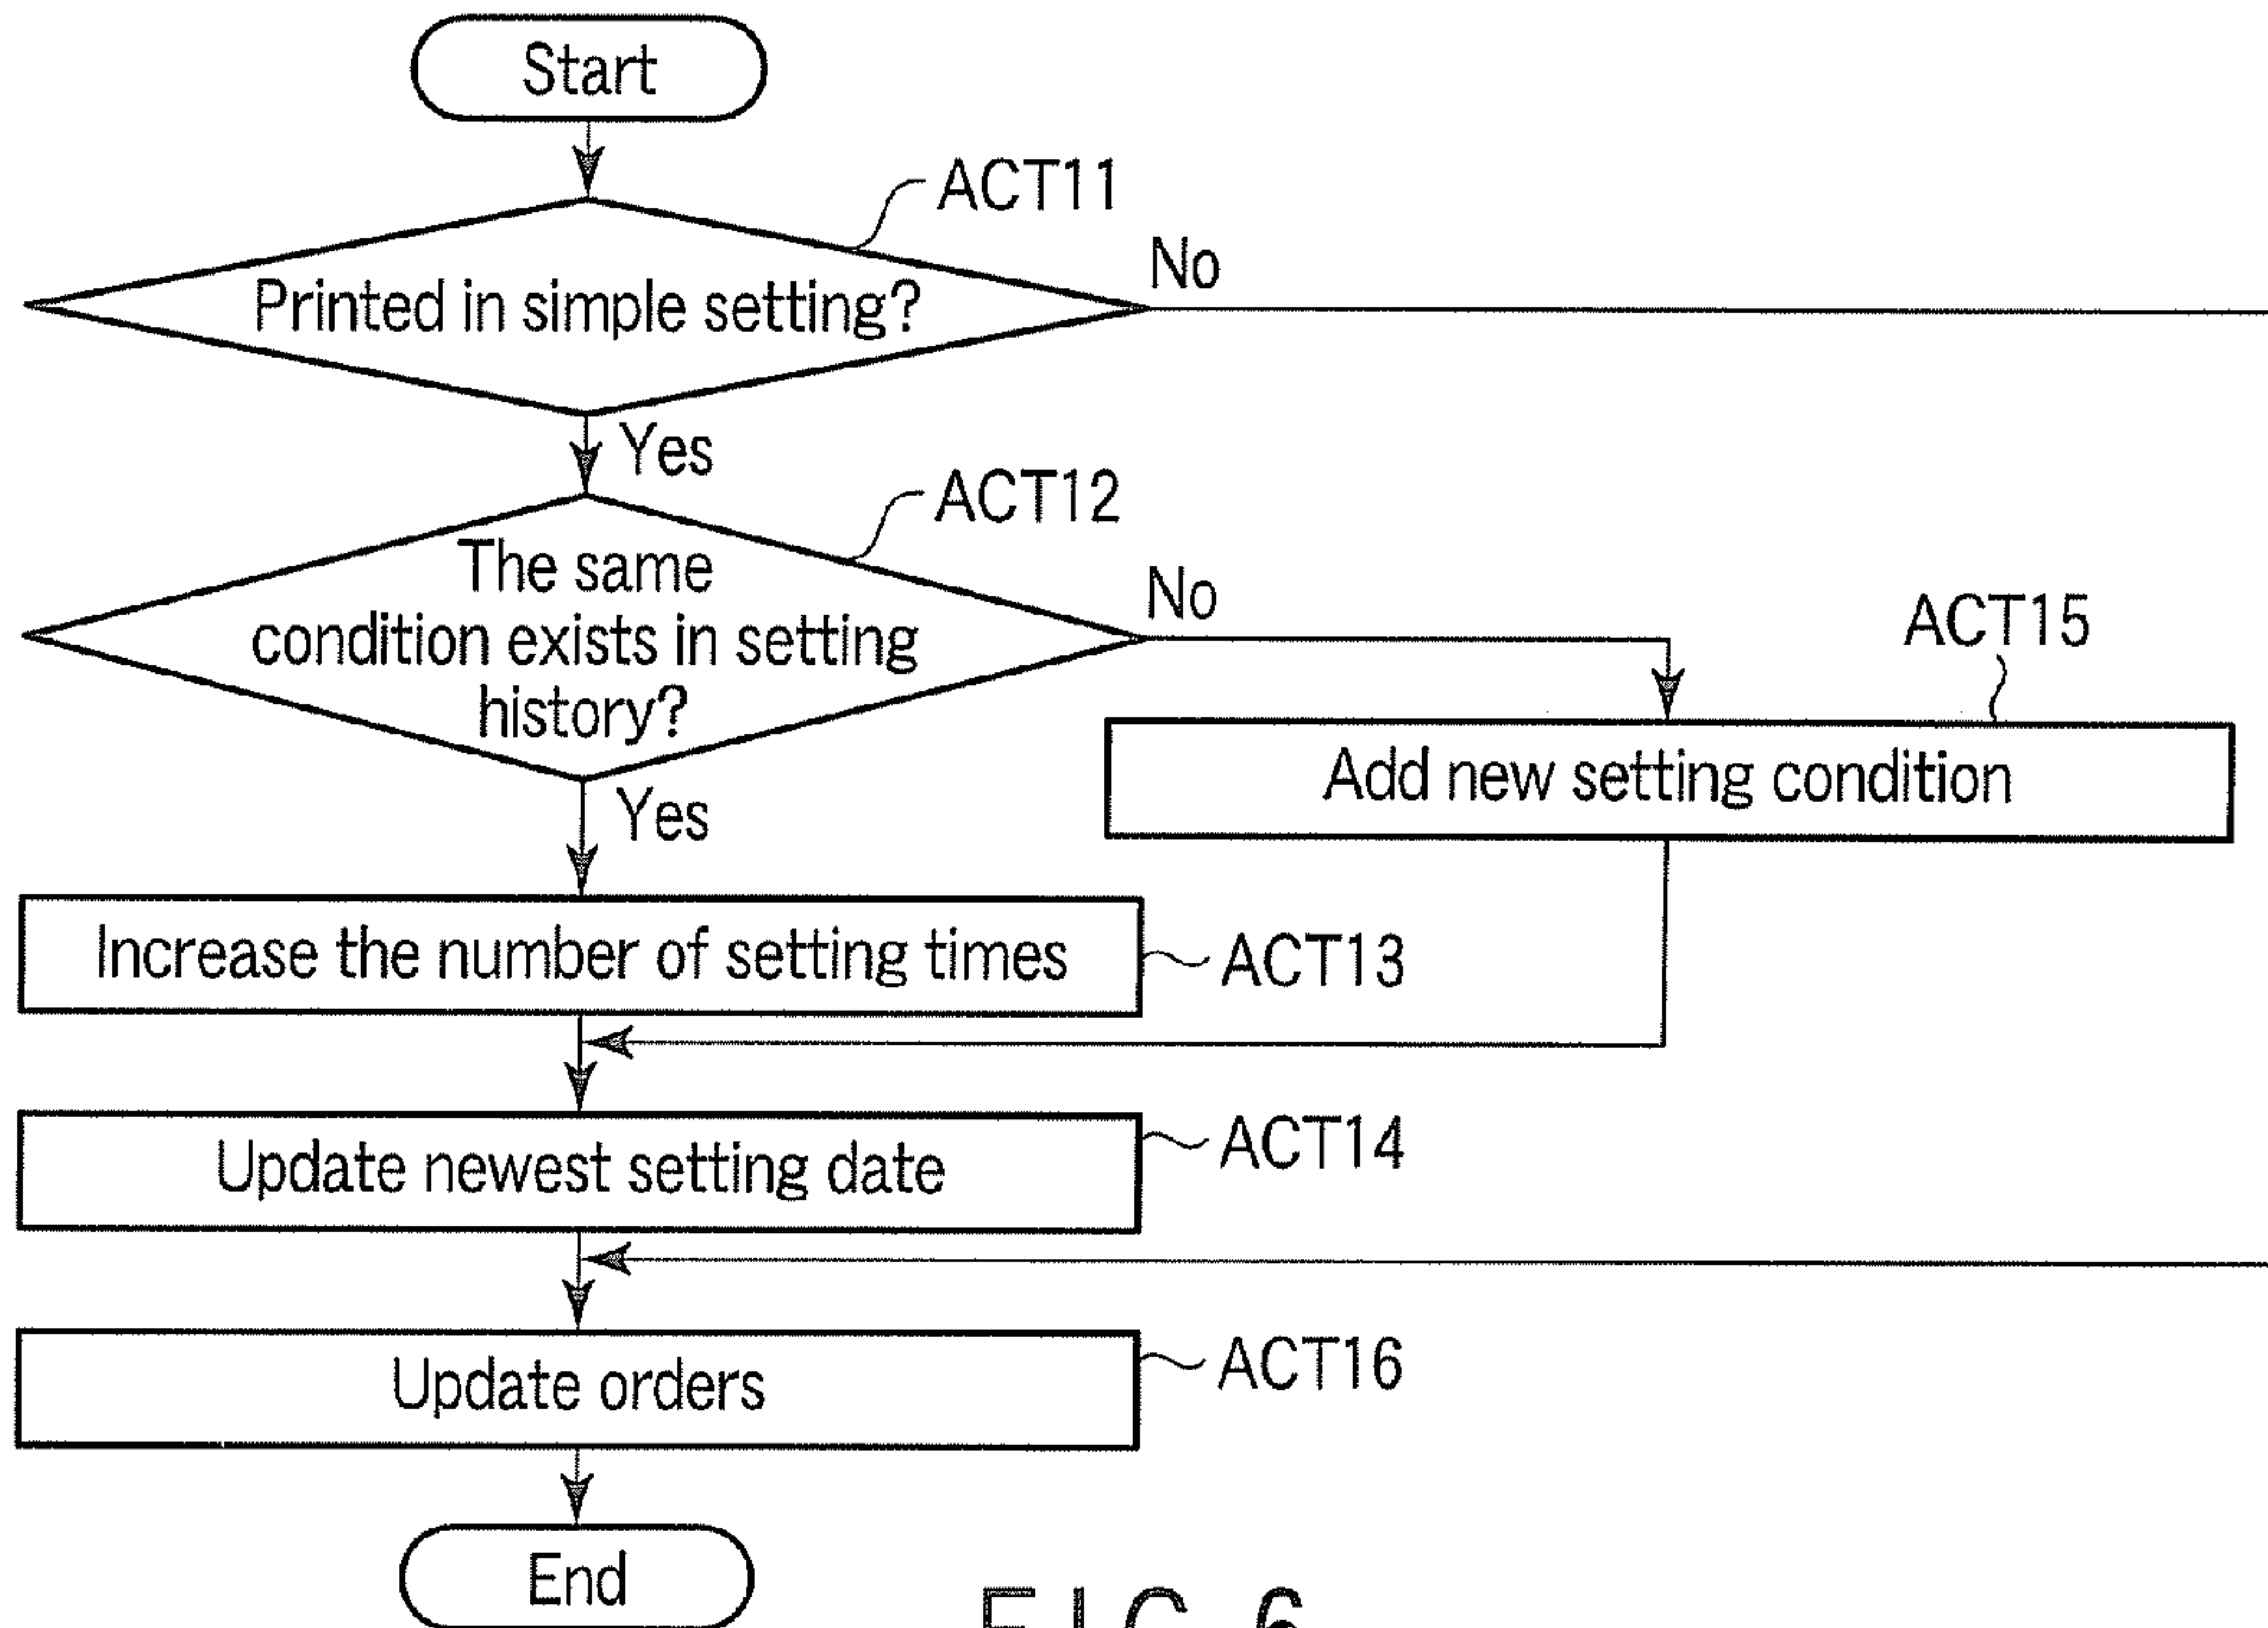 Start
ACT11
Printed in simple setting?
No
Yes
ACT12
The same
condition exists in setting
history?
No
ACT15
Add new setting condition
Yes
Increase the number of setting times
ACT13
Update newest setting date
ACT14
Update orders
ACT16
End
FIG. 6